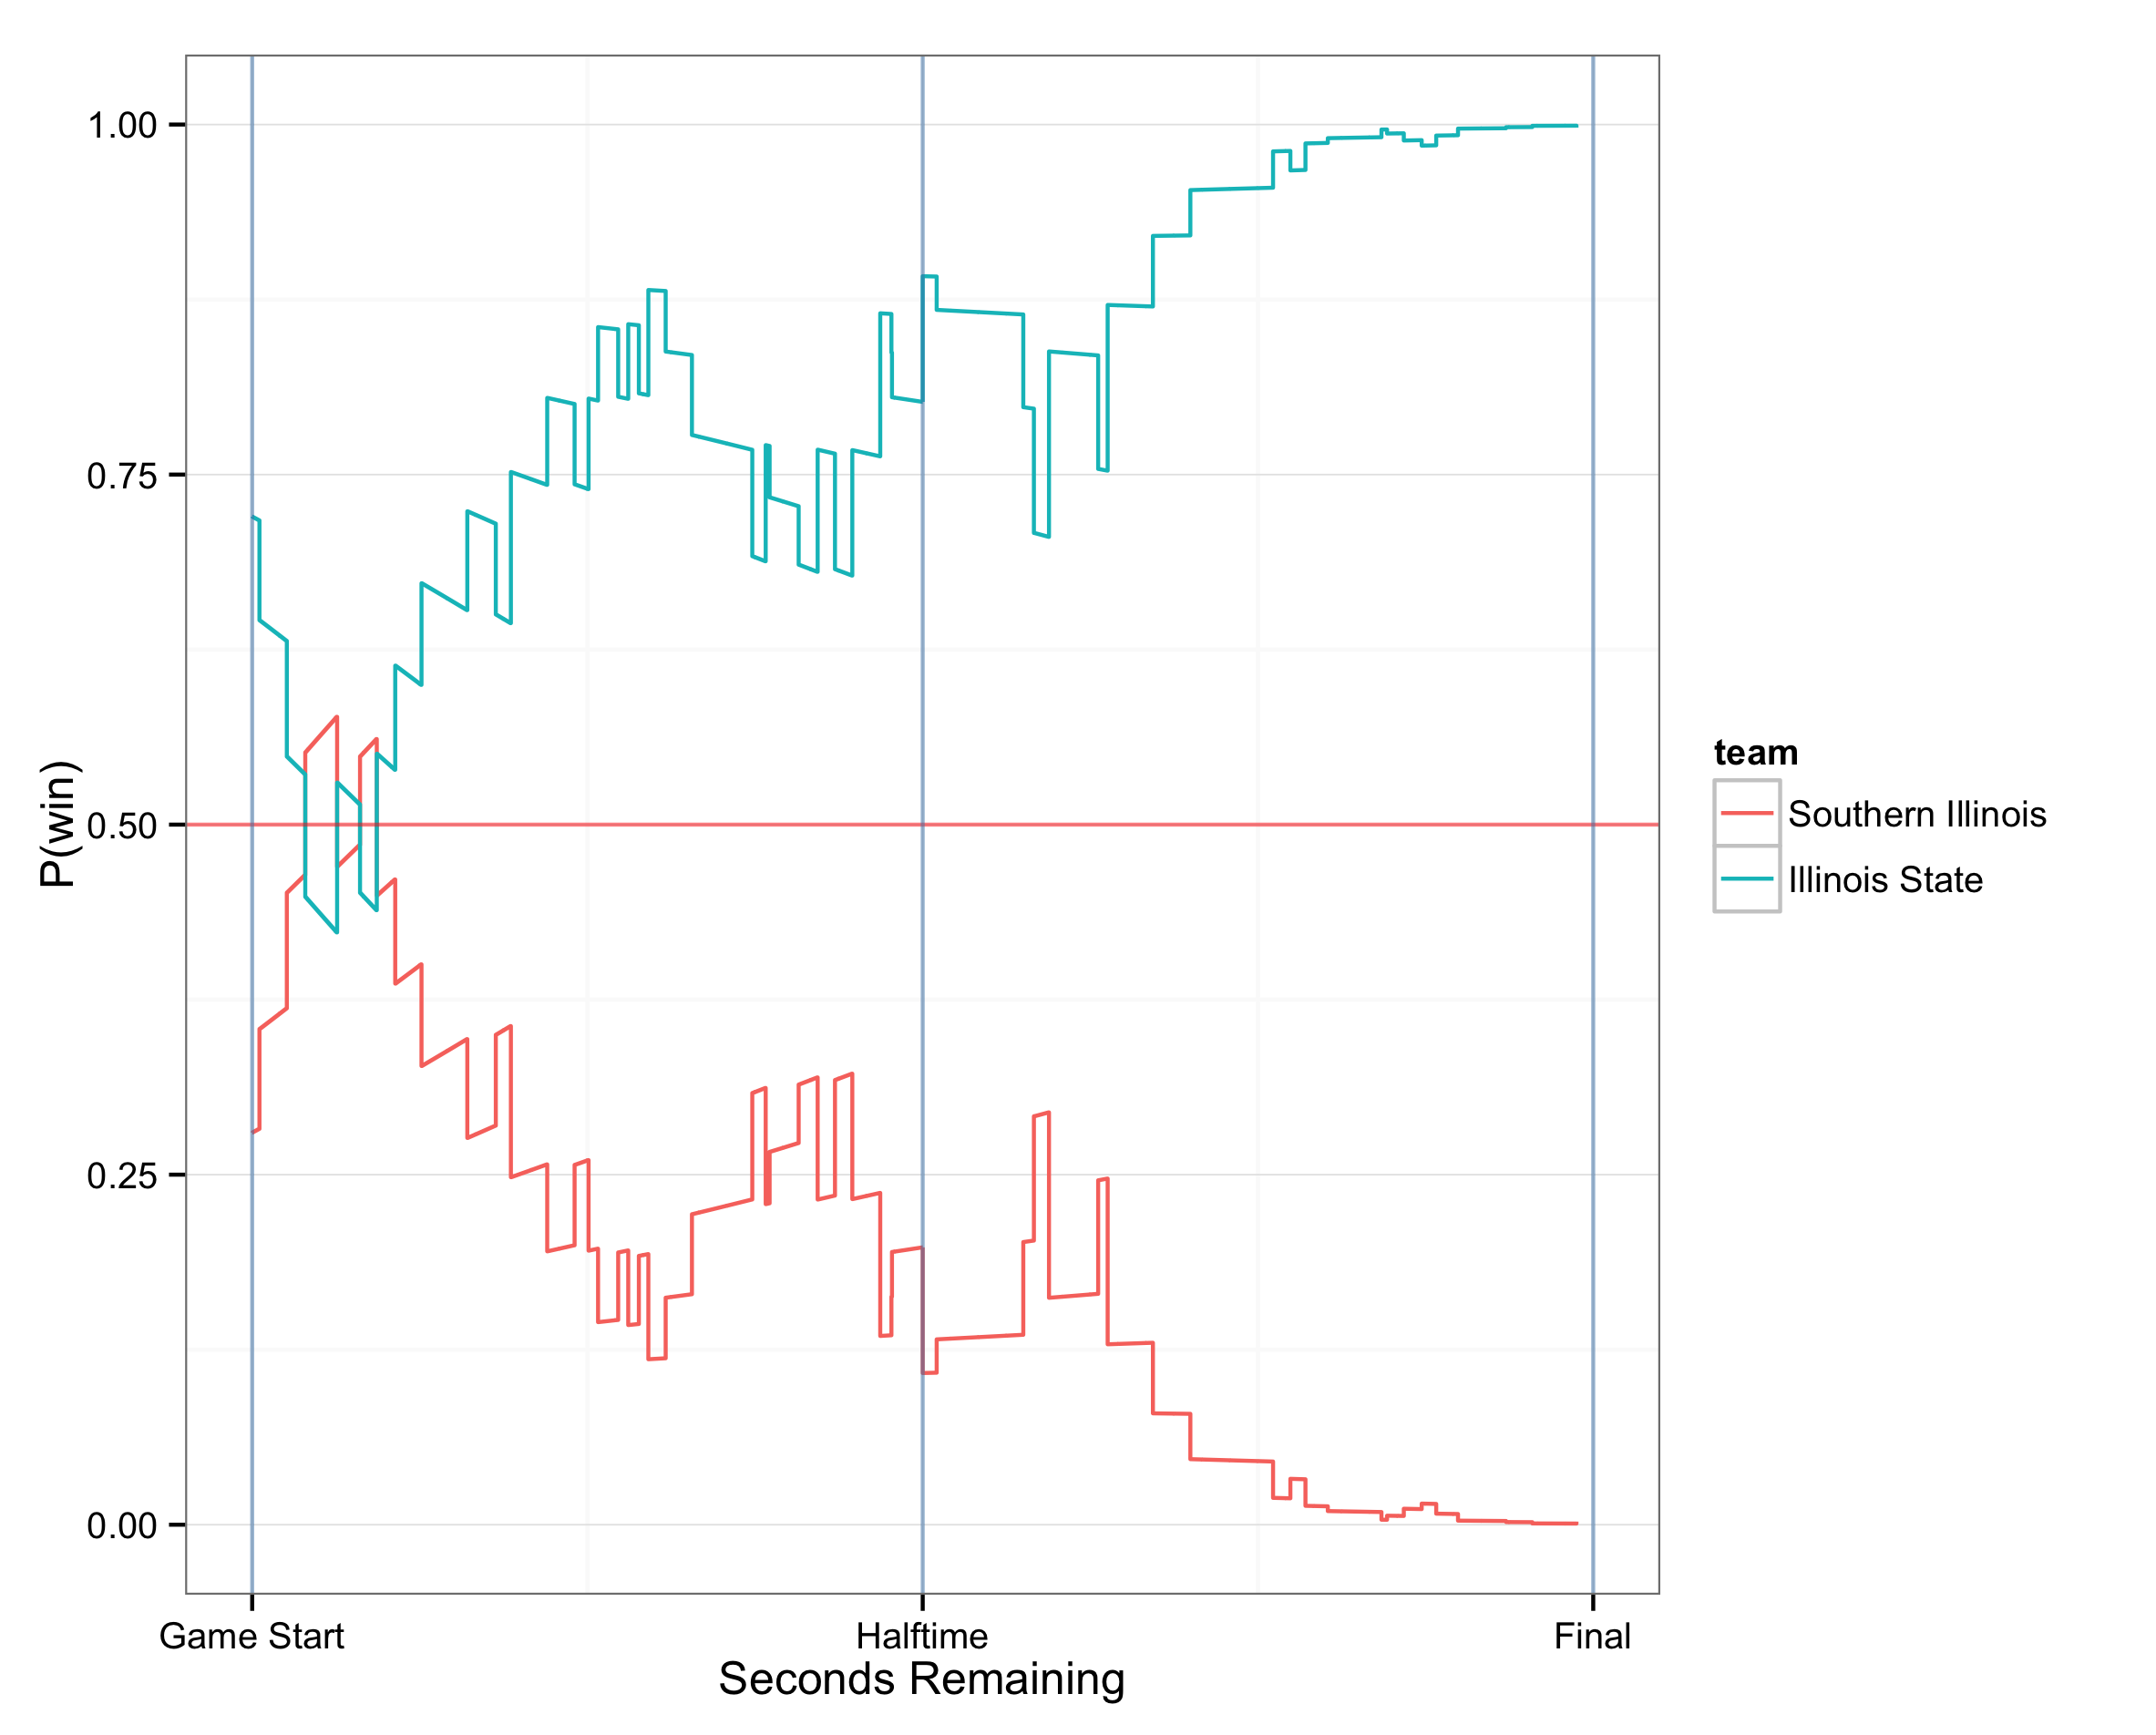 1.00
0.75
0.50
0.25
0.00
P(win)
Game Start
Halftime
Final
Seconds Remaining
team
Southern Illinois
Illinois State